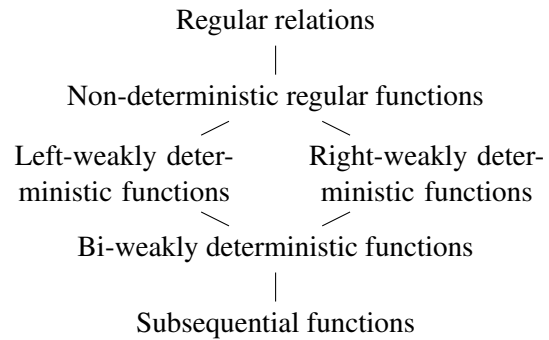 Regular relations
Non-deterministic regular functions
Left-weakly deter-
ministic functions
Right-weakly deter-
ministic functions
Bi-weakly deterministic functions
Subsequential functions